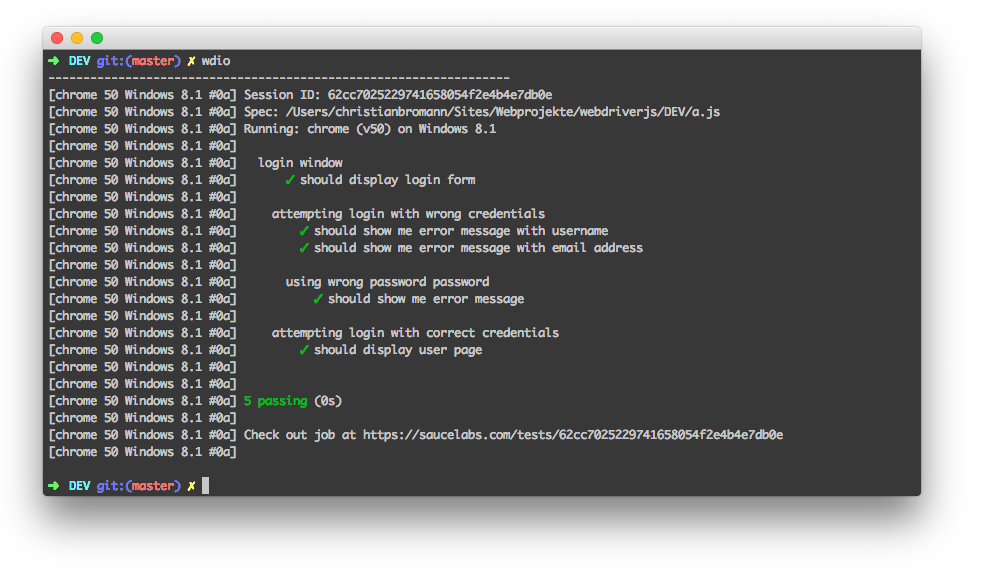 ➜ DEV git:(master) ✗ wdio
------------------------------------------------------------------
[chrome 50 Windows 8.1 #0a] Session ID: 62cc7025229741658054f2e4b4e7db0e
[chrome 50 Windows 8.1 #0a] Spec: /Users/christianbromann/Sites/Webprojekte/webdriverjs/DEV/a.js
[chrome 50 Windows 8.1 #0a] Running: chrome (v50) on Windows 8.1
[chrome 50 Windows 8.1 #0a]
[chrome 50 Windows 8.1 #0a] login window
[chrome 50 Windows 8.1 #0a] ✓ should display login form
[chrome 50 Windows 8.1 #0a]
[chrome 50 Windows 8.1 #0a] attempting login with wrong credentials
[chrome 50 Windows 8.1 #0a] ✓ should show me error message with username
[chrome 50 Windows 8.1 #0a] ✓ should show me error message with email address
[chrome 50 Windows 8.1 #0a]
[chrome 50 Windows 8.1 #0a] using wrong password password
[chrome 50 Windows 8.1 #0a] ✓ should show me error message
[chrome 50 Windows 8.1 #0a]
[chrome 50 Windows 8.1 #0a] attempting login with correct credentials
[chrome 50 Windows 8.1 #0a] ✓ should display user page
[chrome 50 Windows 8.1 #0a]
[chrome 50 Windows 8.1 #0a]
[chrome 50 Windows 8.1 #0a] 5 passing (0s)
[chrome 50 Windows 8.1 #0a]
[chrome 50 Windows 8.1 #0a] Check out job at https://saucelabs.com/tests/62cc7025229741658054f2e4b4e7db0e
[chrome 50 Windows 8.1 #0a]
➜ DEV git:(master) ✗